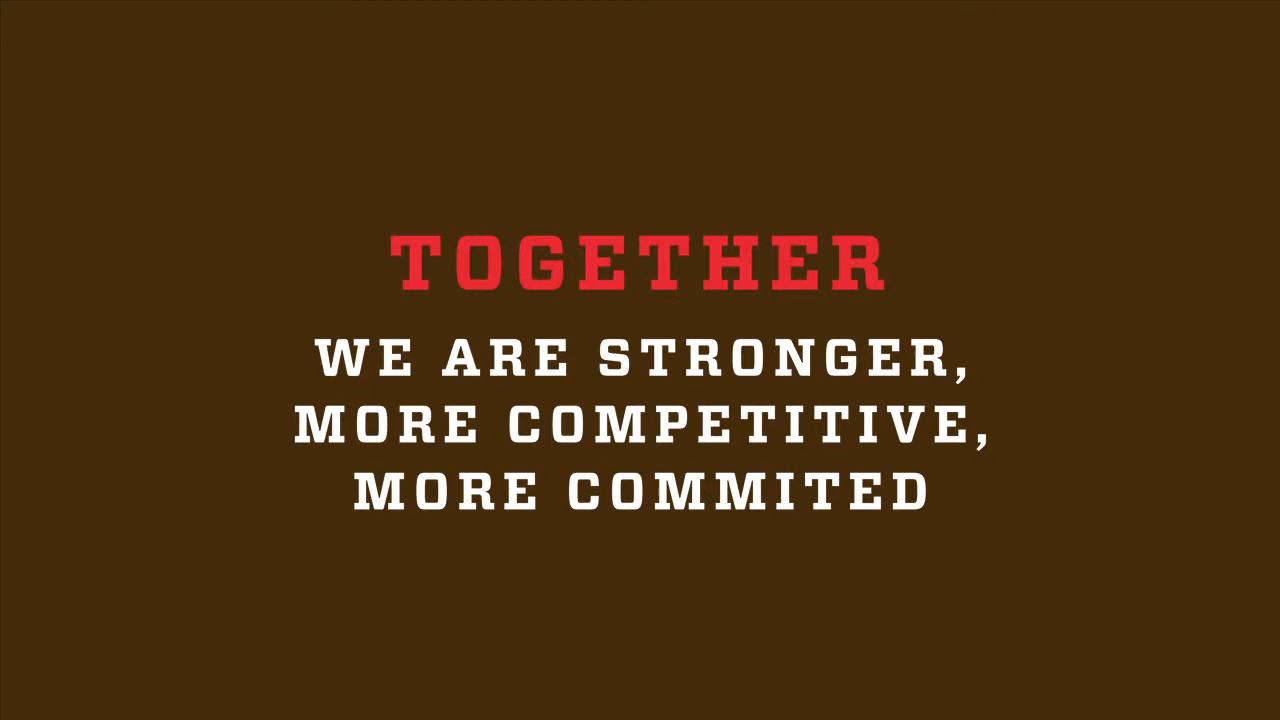 TOGETHER
WE ARE STRONGER,
MORE COMPETITIVE,
MORE COMMITED